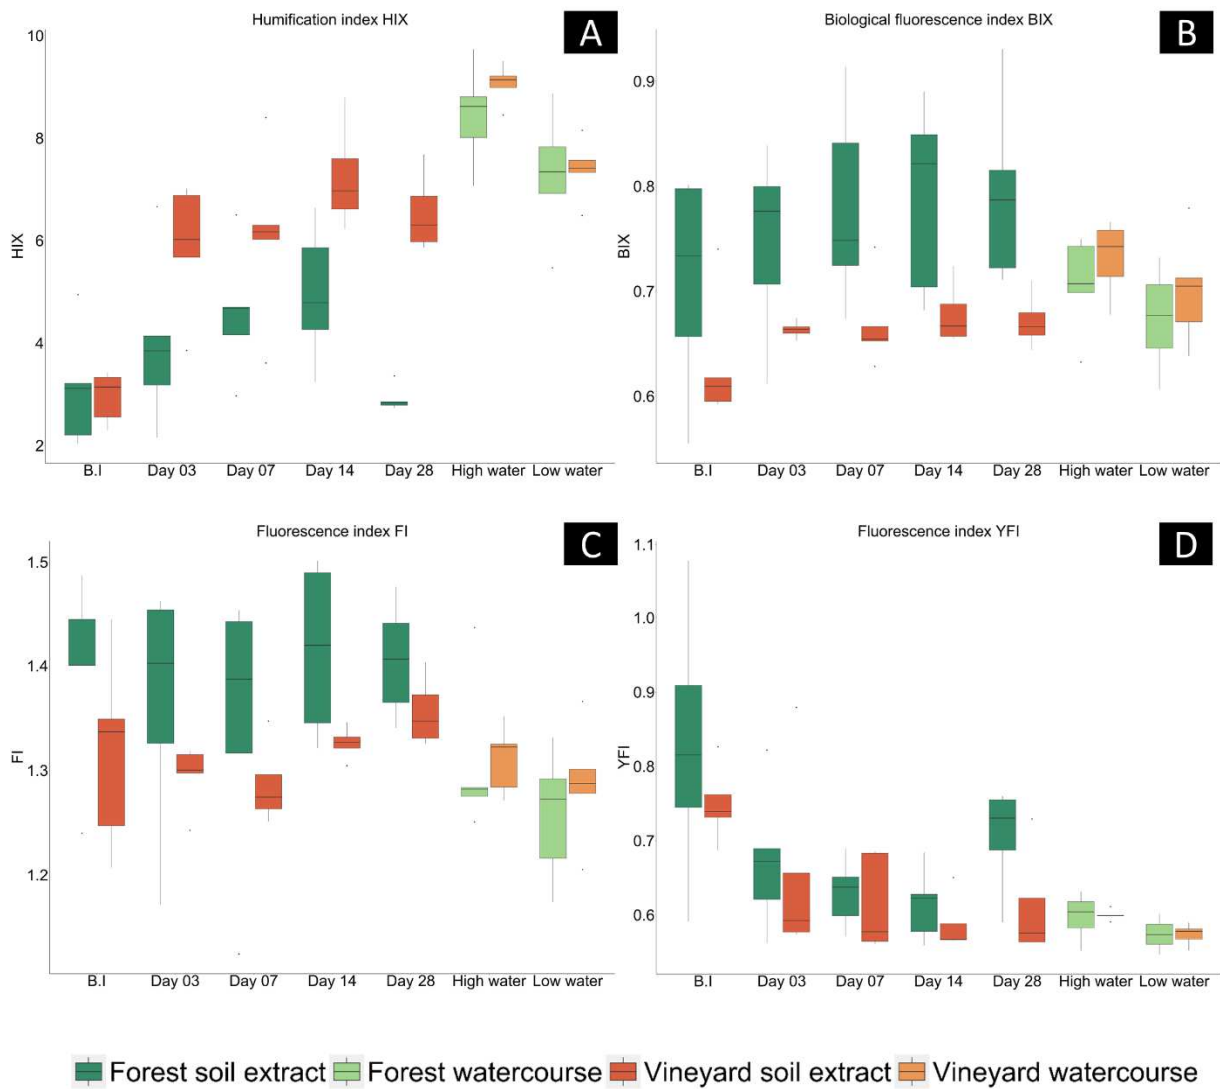 Humification index HIX
A
10
8
6
4
2
HIX
B.I Day 03 Day 07 Day 14 Day 28 High water Low water
Biological fluorescence index BIX
B
0.9
0.8
0.7
0.6
BIX
B.I Day 03 Day 07 Day 14 Day 28 High water Low water
Fluorescence index FI
C
1.5
1.4
1.3
1.2
FI
B.I Day 03 Day 07 Day 14 Day 28 High water Low water
Fluorescence index YFI
D
1.1
1.0
0.9
0.8
0.7
0.6
YFI
B.I Day 03 Day 07 Day 14 Day 28 High water Low water
Forest soil extract Forest watercourse Vineyard soil extract Vineyard watercourse